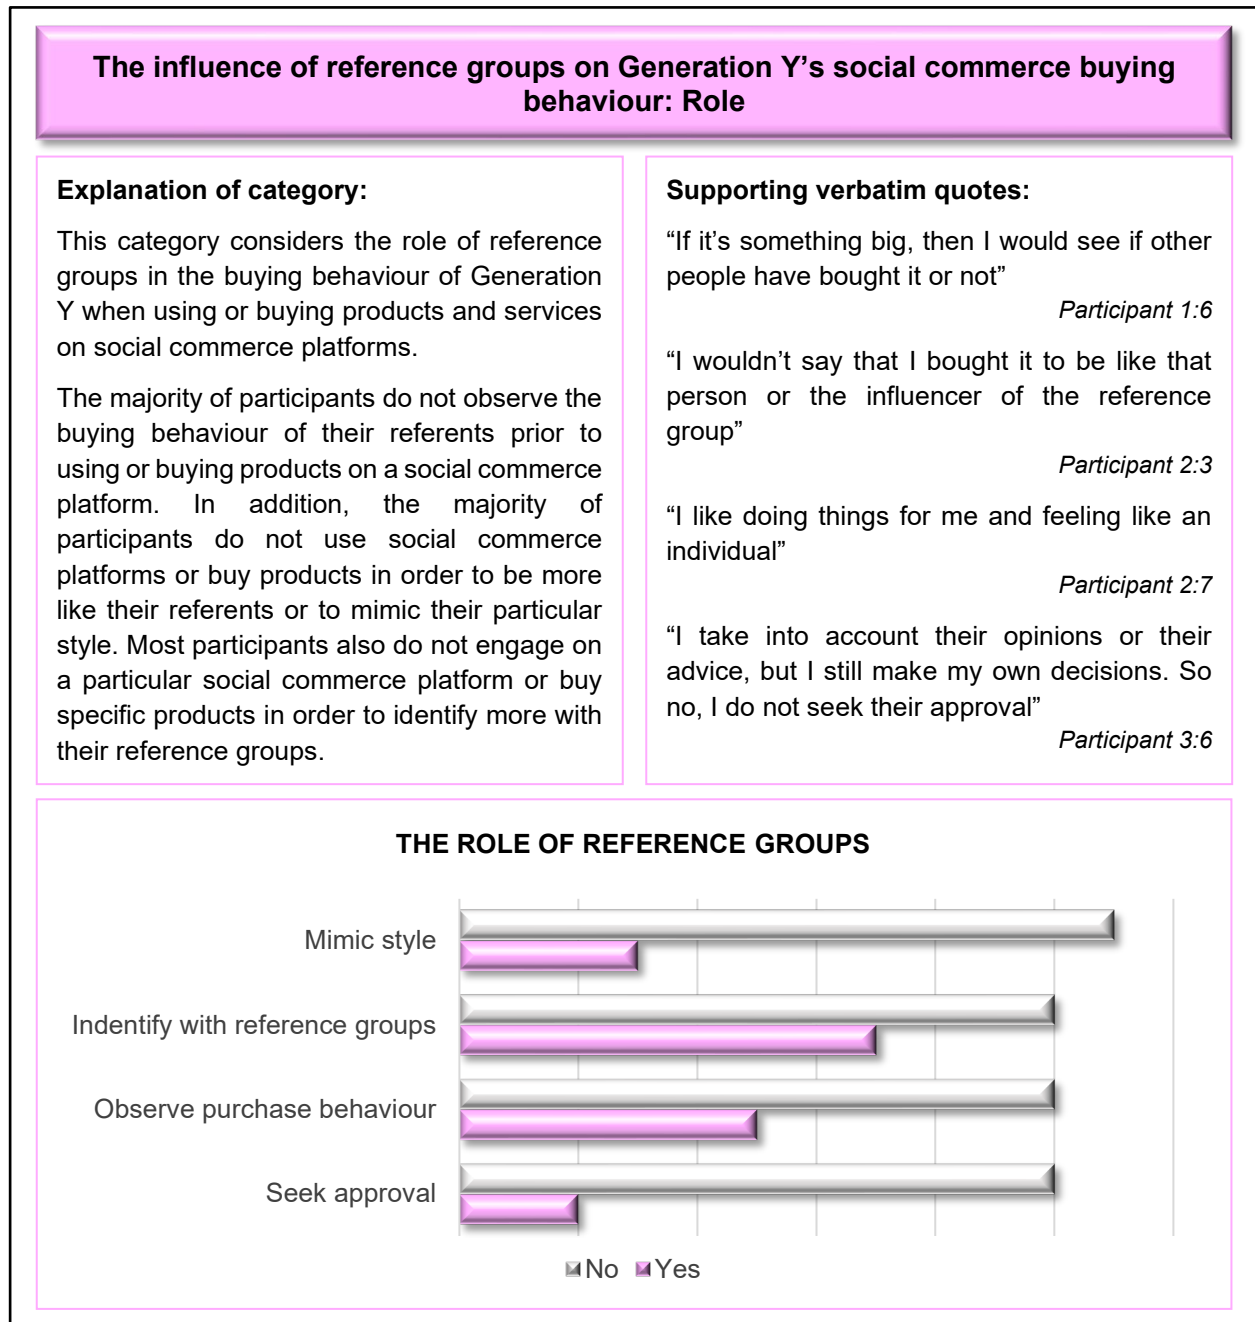 The influence of reference groups on Generation Y’s social commerce buying
behaviour: Role
Explanation of category:
This category considers the role of reference
groups in the buying behaviour of Generation
Y when using or buying products and services
on social commerce platforms.
The majority of participants do not observe the
buying behaviour of their referents prior to
using or buying products on a social commerce
platform. In addition, the majority of
participants do not use social commerce
platforms or buy products in order to be more
like their referents or to mimic their particular
style. Most participants also do not engage on
a particular social commerce platform or buy
specific products in order to identify more with
their reference groups.
Supporting verbatim quotes:
“If it’s something big, then I would see if other
people have bought it or not”
Participant 1:6
“I wouldn’t say that I bought it to be like that
person or the influencer of the reference
group”
Participant 2:3
“I like doing things for me and feeling like an
individual”
Participant 2:7
“I take into account their opinions or their
advice, but I still make my own decisions. So
no, I do not seek their approval”
Participant 3:6
THE ROLE OF REFERENCE GROUPS
Mimic style
Indentify with reference groups
Observe purchase behaviour
Seek approval
No Yes